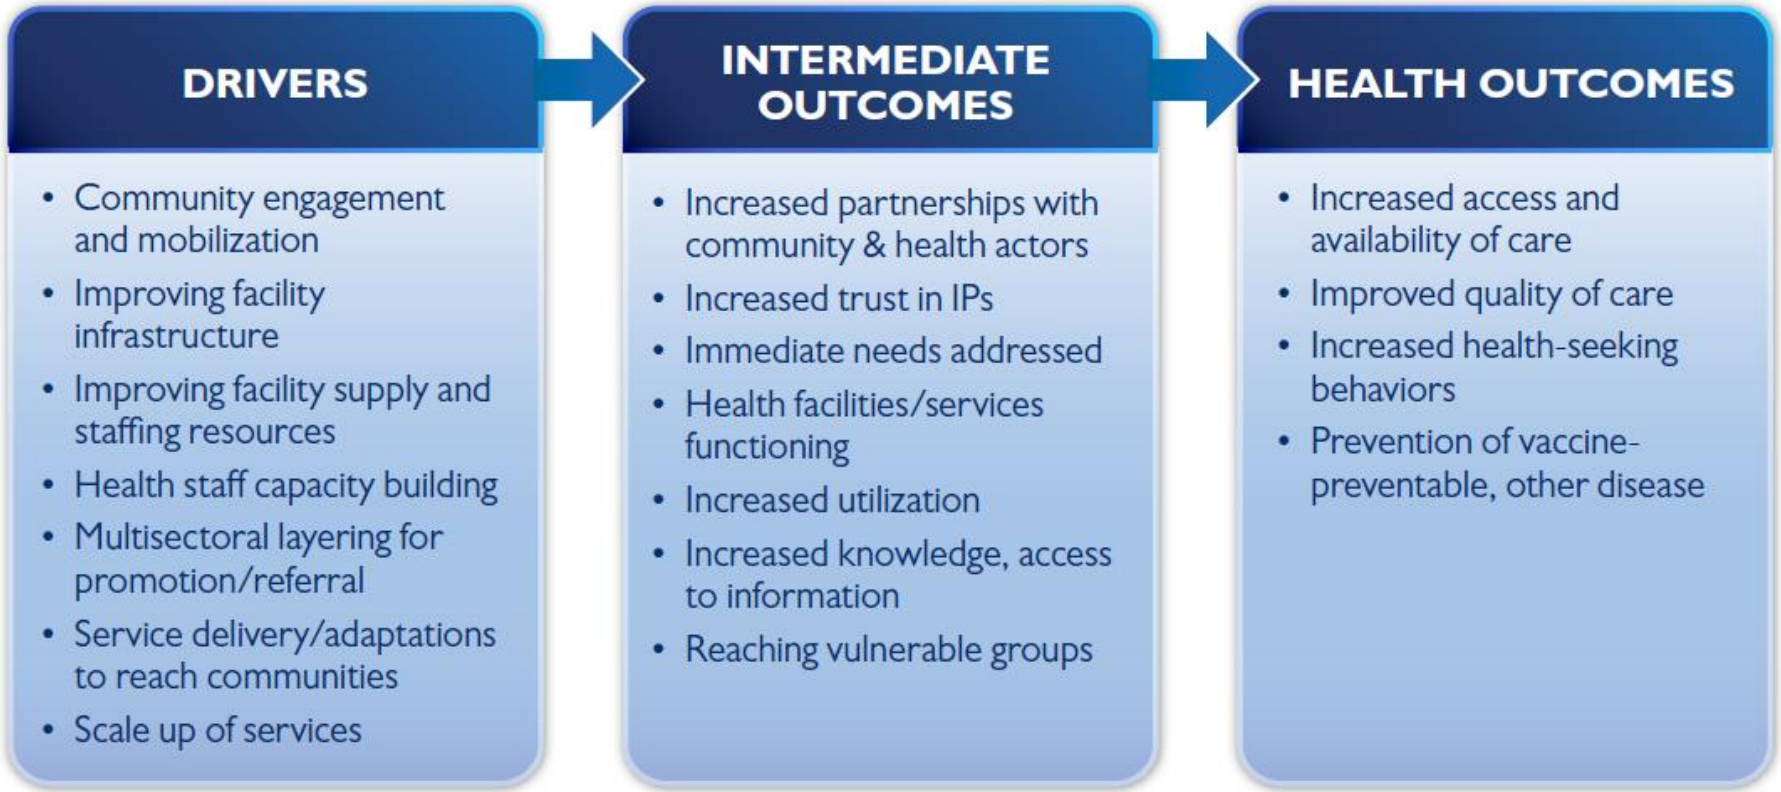 DRIVERS
• Community engagement
and mobilization
• Improving facility
infrastructure
• Improving facility supply and
staffing resources
• Health staff capacity building
• Multisectoral layering for
promotion/referral
• Service delivery/adaptations
to reach communities
• Scale up of services
INTERMEDIATE
OUTCOMES
• Increased partnerships with
community & health actors
• Increased trust in IPs
• Immediate needs addressed
• Health facilities/services
functioning
• Increased utilization
• Increased knowledge, access
to information
• Reaching vulnerable groups
HEALTH OUTCOMES
• Increased access and
availability of care
• Improved quality of care
• Increased health-seeking
behaviors
• Prevention of vaccine-
preventable, other disease